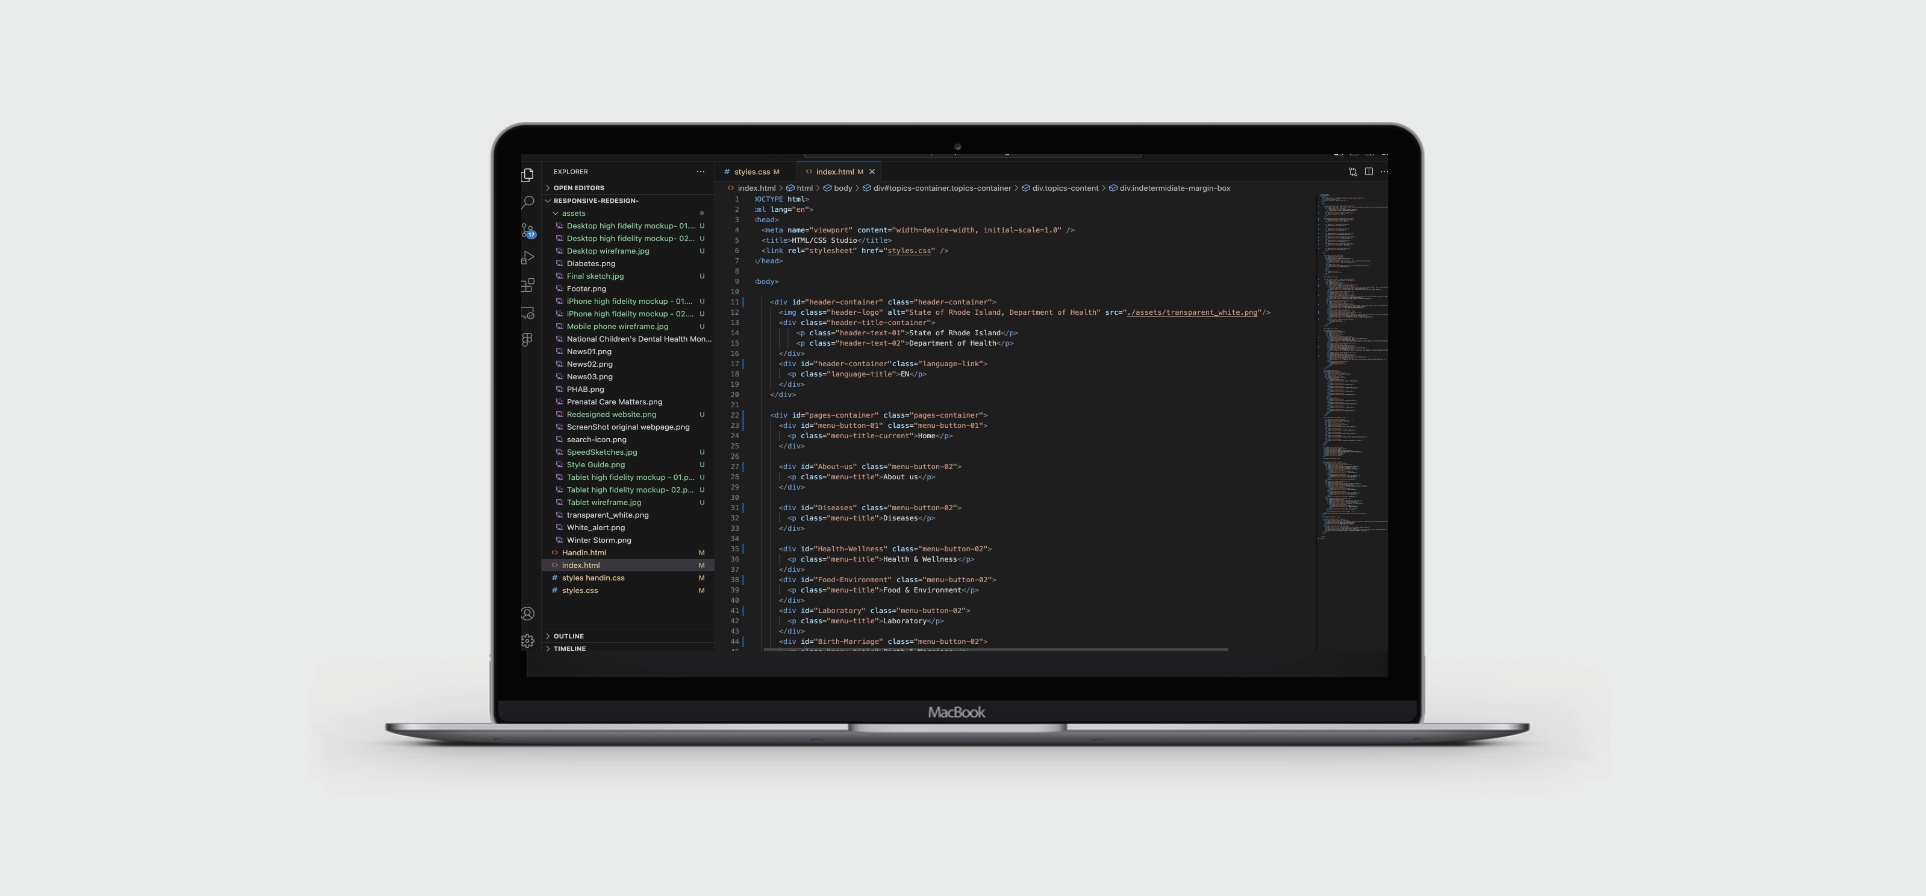 EXPLORER
OPEN EDITORS
RESPONSIVE-REDESIGN-
assets
Desktop high fidelity mockup- 01.... U
Desktop high fidelity mockup- 02... U
Desktop wireframe.jpg U
Diabetes.png
Final sketch.jpg U
Footer.png
iPhone high fidelity mockup - 01.... U
iPhone high fidelity mockup - 02.... U
Mobile phone wireframe.jpg U
National Children's Dental Health Mon...
News01.png
News02.png
News03.png
PHAB.png
Prenatal Care Matters.png
Redesigned website.png U
ScreenShot original webpage.png
search-icon.png
SpeedSketches.jpg U
Style Guide.png U
Tablet high fidelity mockup - 01.p... U
Tablet high fidelity mockup- 02.p... U
Tablet wireframe.jpg U
transparent_white.png
White_alert.png
Winter Storm.png
<> Handin.html M
<> index.html M
# styles handin.css M
# styles.css M
OUTLINE
TIMELINE
17
# styles.css M
<> index.html M ×
<> index.html > html > body > div#topics-container.topics-container > div.topics-content > div.indetermidiate-margin-box
1 OCTYPE html>
2 ml lang="en">
3 head>
4 <meta name="viewport" content="width=device-width, initial-scale=1.0" />
5 <title>HTML/CSS Studio</title>
6 <link rel="stylesheet" href="styles.css" />
7 /head>
8
9 body>
10
11 <div id="header-container" class="header-container">
12 <img class="header-logo" alt="State of Rhode Island, Department of Health" src="./assets/transparent_white.png"/>
13 <div class="header-title-container">
14 <p class="header-text-01">State of Rhode Island</p>
15 <p class="header-text-02">Department of Health</p>
16 </div>
17 <div id="header-container"class="language-link">
18 <p class="language-title">EN</p>
19 </div>
20 </div>
21
22 <div id="pages-container" class="pages-container">
23 <div id="menu-button-01" class="menu-button-01">
24 <p class="menu-title-current">Home</p>
25 </div>
26
27 <div id="About-us" class="menu-button-02">
28 <p class="menu-title">About us</p>
29 </div>
30
31 <div id="Diseases" class="menu-button-02">
32 <p class="menu-title">Diseases</p>
33 </div>
34
35 <div id="Health-Wellness" class="menu-button-02">
36 <p class="menu-title">Health & Wellness</p>
37 </div>
38 <div id="Food-Environment" class="menu-button-02">
39 <p class="menu-title">Food & Environment</p>
40 </div>
41 <div id="Laboratory" class="menu-button-02">
42 <p class="menu-title">Laboratory</p>
43 </div>
44 <div id="Birth-Marriage" class="menu-button-02">
MacBook